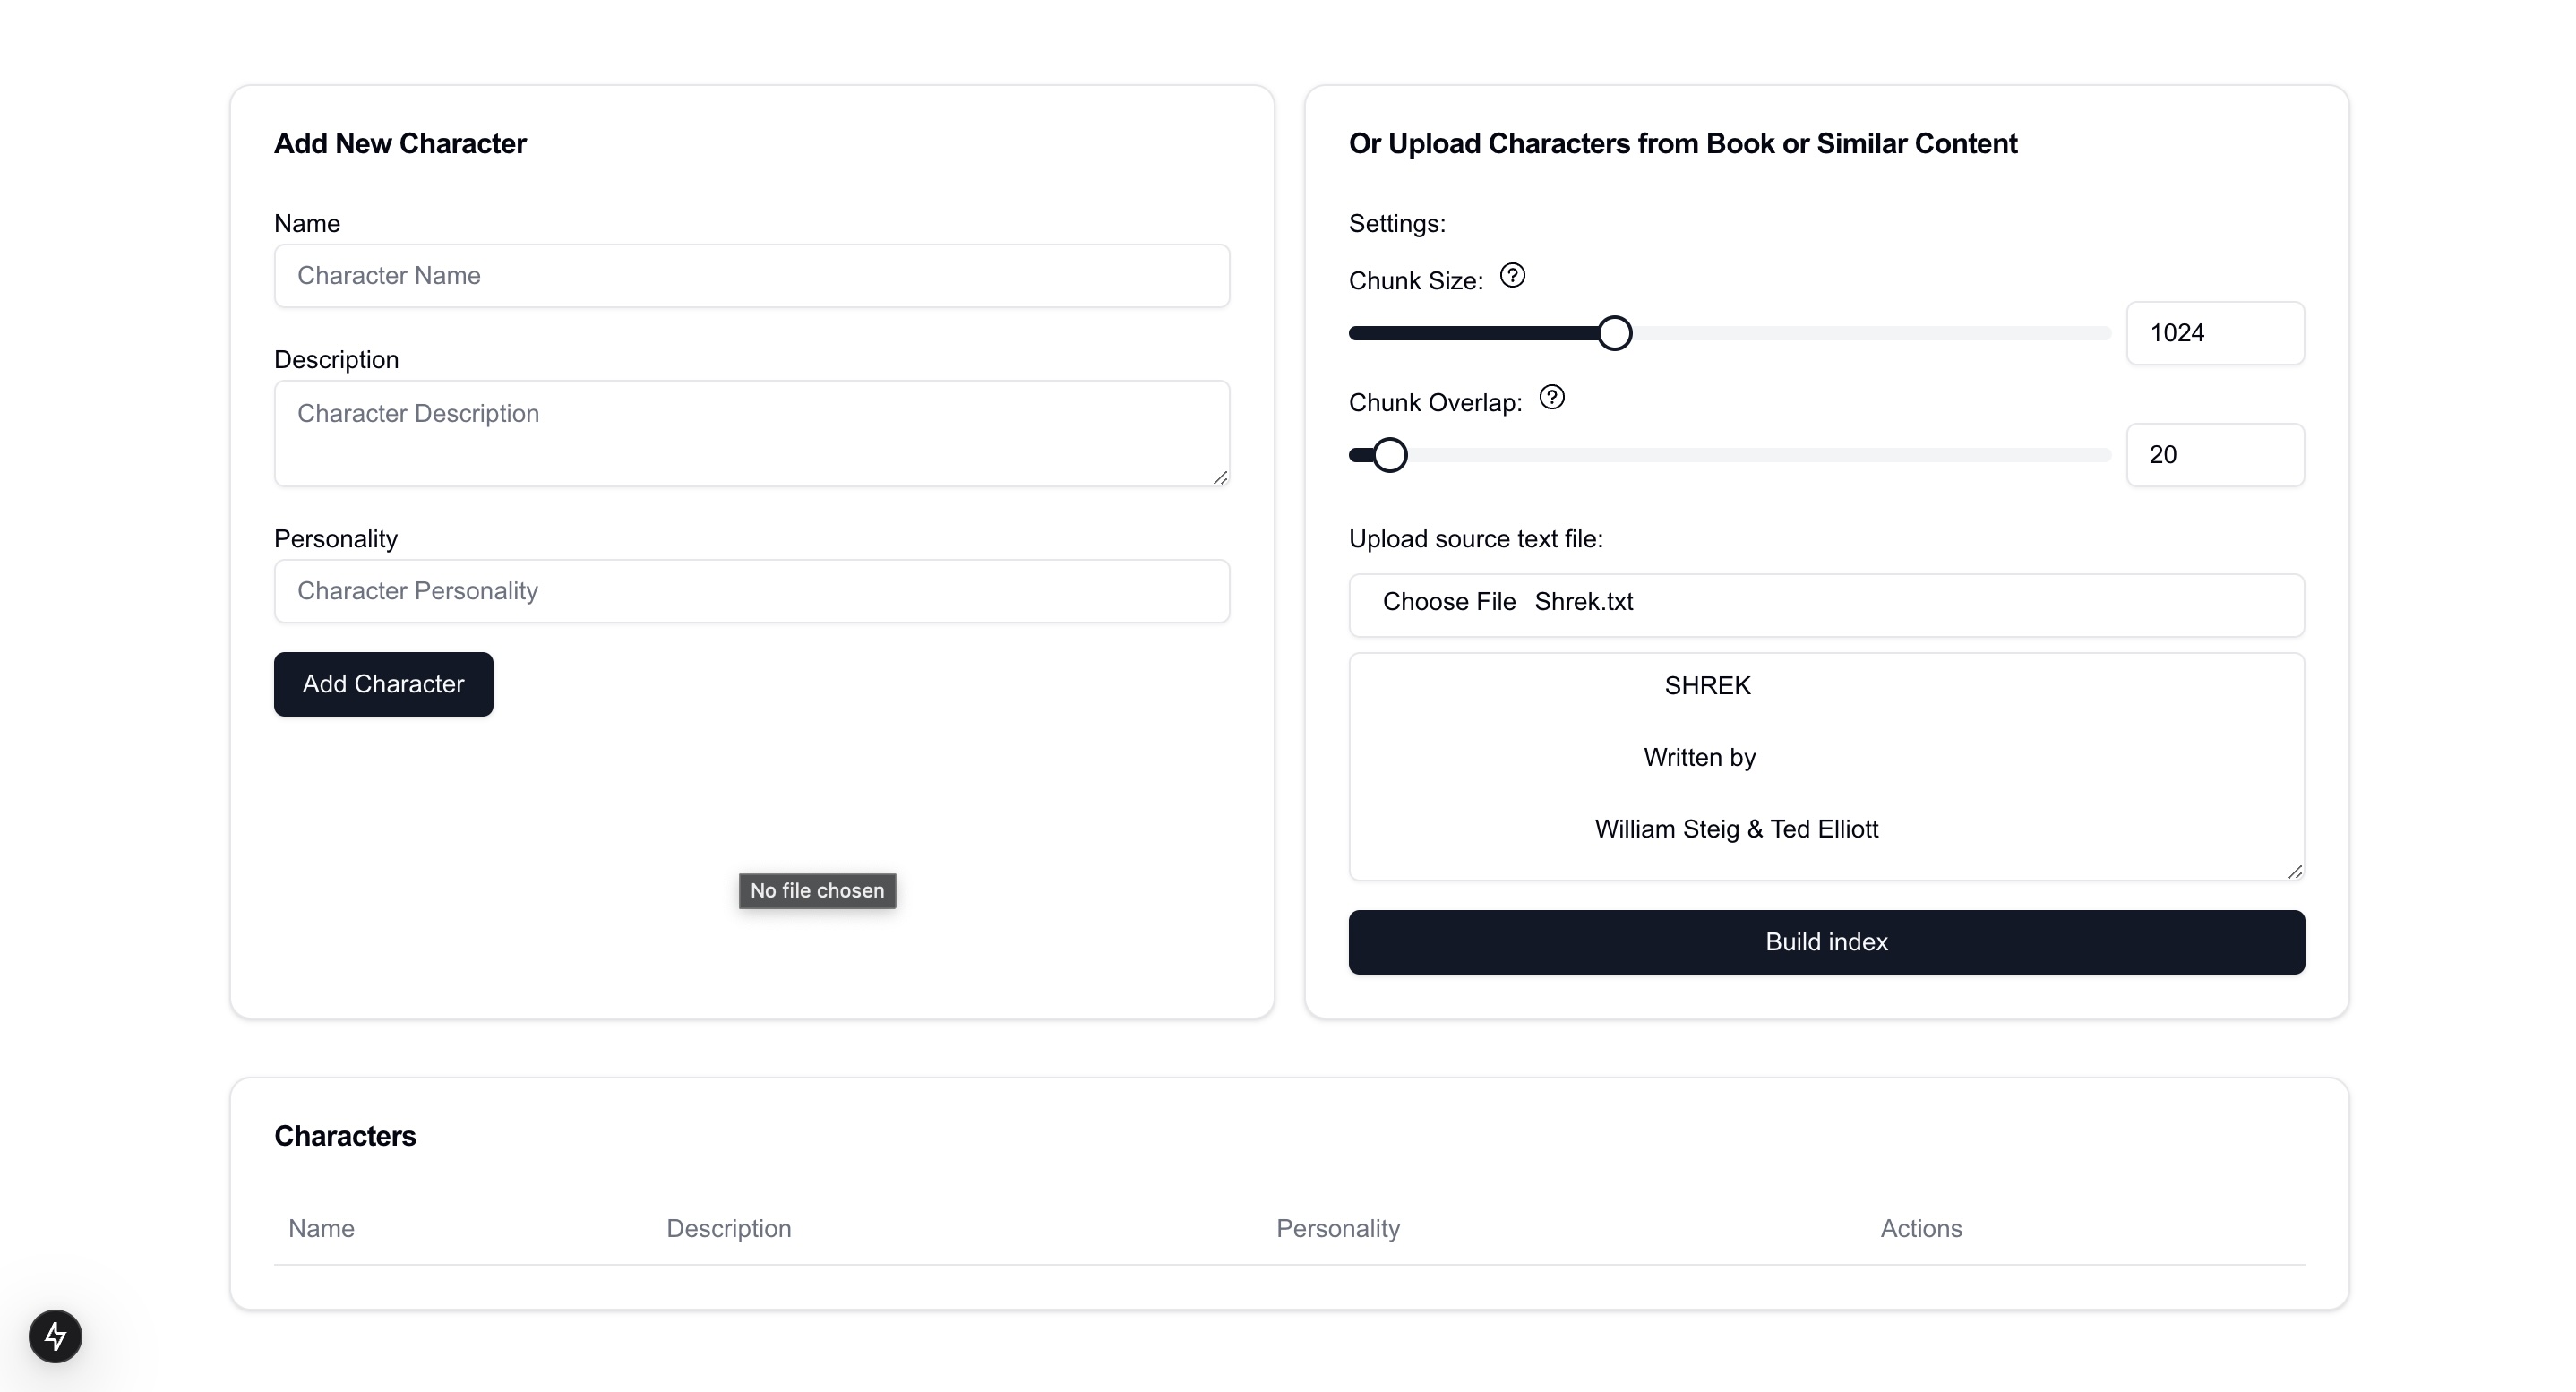 Add New Character
Name
Character Name
Description
Character Description
Personality
Character Personality
Add Character
No file chosen
Or Upload Characters from Book or Similar Content
Settings:
Chunk Size:
1024
Chunk Overlap:
20
Upload source text file:
Choose File Shrek.txt
SHREK
Written by
William Steig & Ted Elliott
Build index
Characters
Name Description Personality Actions